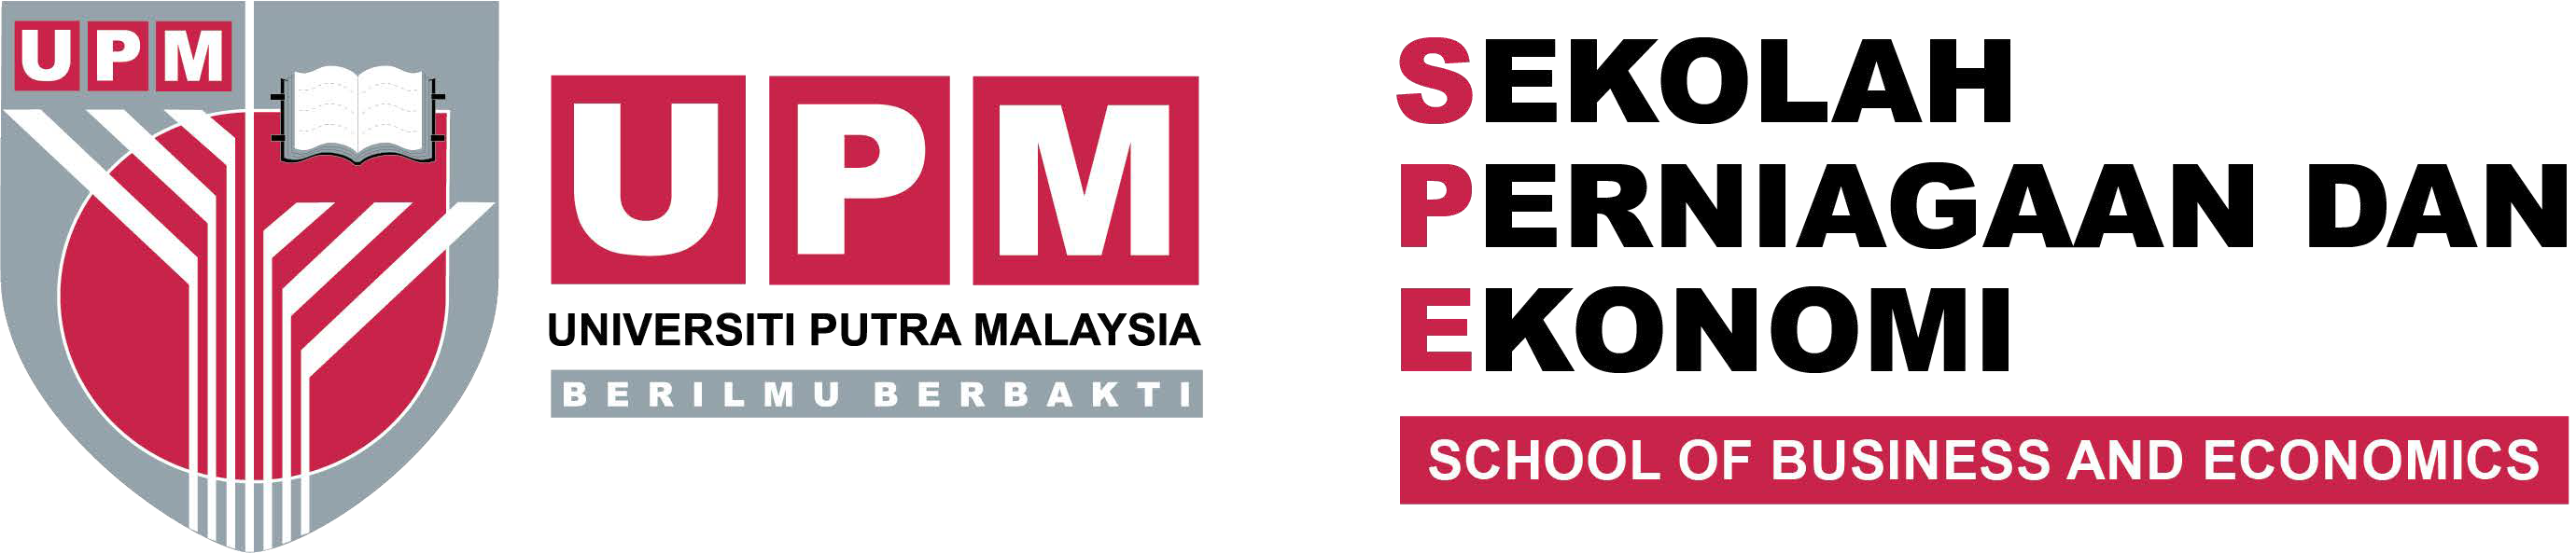 UPM
UPM
UNIVERSITI PUTRA MALAYSIA
BERILMU BERBAKTI
SEKOLAH
PERNIAGAAN DAN
EKONOMI
SCHOOL OF BUSINESS AND ECONOMICS